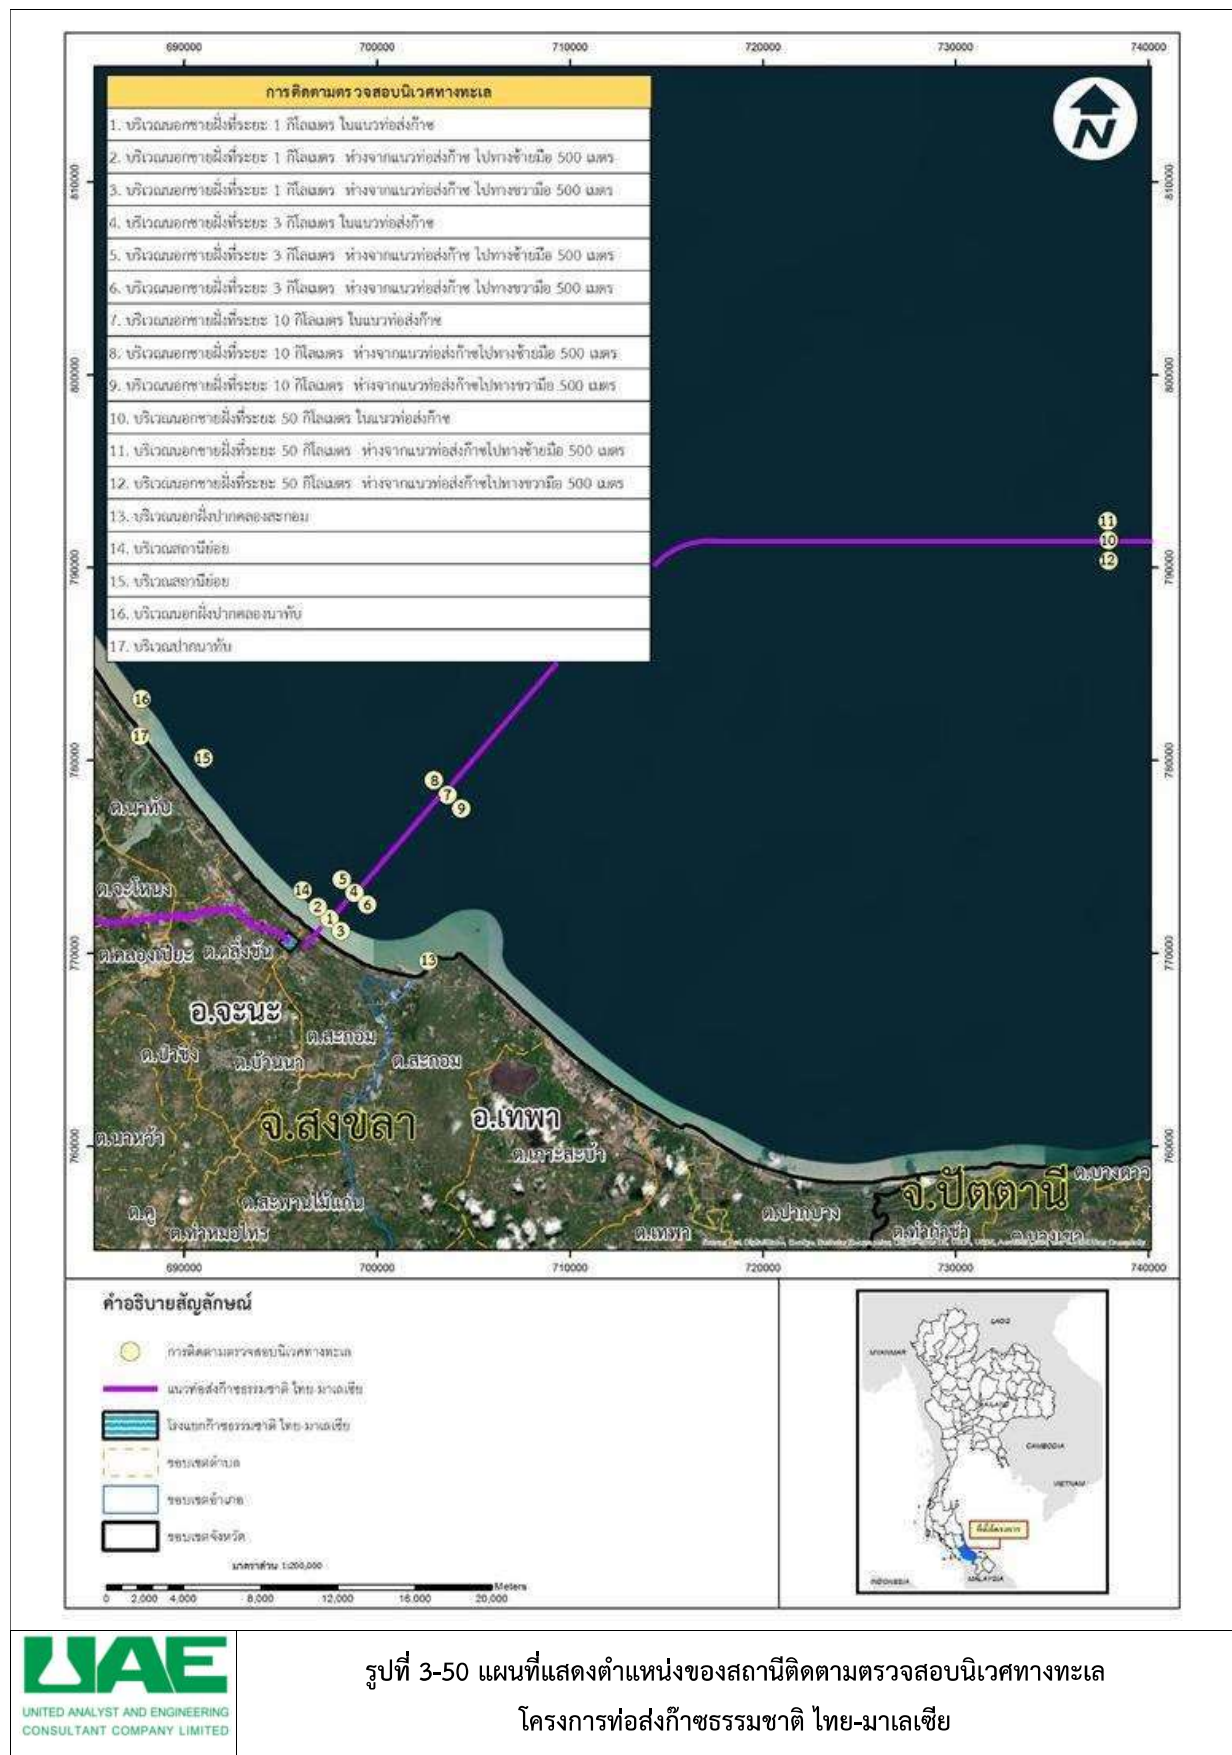 690000 700000 710000 720000 730000 740000
การติดตามตรวจสอบนิเวศทางทะเล
1. บริเวณนอกชายฝั่งที่ระยะ 1 กิโลเมตร ในแนวท่อส่งก๊าซ
2. บริเวณนอกชายฝั่งที่ระยะ 1 กิโลเมตร ห่างจากแนวท่อส่งก๊าซ ไปทางซ้ายมือ 500 เมตร
3. บริเวณนอกชายฝั่งที่ระยะ 1 กิโลเมตร ห่างจากแนวท่อส่งก๊าซ ไปทางขวามือ 500 เมตร
4. บริเวณนอกชายฝั่งที่ระยะ 3 กิโลเมตร ในแนวท่อส่งก๊าซ
5. บริเวณนอกชายฝั่งที่ระยะ 3 กิโลเมตร ห่างจากแนวท่อส่งก๊าซ ไปทางซ้ายมือ 500 เมตร
6. บริเวณนอกชายฝั่งที่ระยะ 3 กิโลเมตร ห่างจากแนวท่อส่งก๊าซ ไปทางขวามือ 500 เมตร
7. บริเวณนอกชายฝั่งที่ระยะ 10 กิโลเมตร ในแนวท่อส่งก๊าซ
8. บริเวณนอกชายฝั่งที่ระยะ 10 กิโลเมตร ห่างจากแนวท่อส่งก๊าซไปทางซ้ายมือ 500 เมตร
9. บริเวณนอกชายฝั่งที่ระยะ 10 กิโลเมตร ห่างจากแนวท่อส่งก๊าซไปทางขวามือ 500 เมตร
10. บริเวณนอกชายฝั่งที่ระยะ 50 กิโลเมตร ในแนวท่อส่งก๊าซ
11. บริเวณนอกชายฝั่งที่ระยะ 50 กิโลเมตร ห่างจากแนวท่อส่งก๊าซไปทางซ้ายมือ 500 เมตร
12. บริเวณนอกชายฝั่งที่ระยะ 50 กิโลเมตร ห่างจากแนวท่อส่งก๊าซไปทางขวามือ 500 เมตร
13. บริเวณนอกฝั่งปากคลองสะกอม
14. บริเวณสถานีย่อย
15. บริเวณสถานีย่อย
16. บริเวณนอกฝั่งปากคลองนาทับ
17. บริเวณปากนาทับ
N
810000 810000
800000 800000
790000 790000
780000 780000
770000 770000
760000 760000
11
10
12
16
17
15
8
7
9
5
4
6
14
2
1
3
13
ต.นาทับ
ต.จะโหนง
ต.คลองเปียะ ต.ตลิ่งชัน
อ.จะนะ
ต.สะกอม
ต.ป่าชิง ต.บ้านนา ต.สะกอม
จ.สงขลา อ.เทพา
ต.นาหว้า ต.เกาะสะบ้า
ต.บางตาวา
จ.ปัตตานี
ต.คู ต.สะพานไม้แก่น ต.ปากบาง
ต.ท่าหมอไทร ต.เทพา ต.ท่ากำชำ ต.บางเขา
690000 700000 710000 720000 730000 740000
คำอธิบายสัญลักษณ์
การติดตามตรวจสอบนิเวศทางทะเล
แนวท่อส่งก๊าซธรรมชาติ ไทย-มาเลเซีย
โรงแยกก๊าซธรรมชาติ ไทย-มาเลเซีย
ขอบเขตตำบล
ขอบเขตอำเภอ
ขอบเขตจังหวัด
มาตราส่วน 1:200,000
Meters
0 2,000 4,000 8,000 12,000 16,000 20,000
LAOS
MYANMAR
THAILAND
CAMBODIA
VIETNAM
ที่ตั้งโครงการ
INDONESIA
MALAYSIA
UAE
UNITED ANALYST AND ENGINEERING
CONSULTANT COMPANY LIMITED
รูปที่ 3-50 แผนที่แสดงตำแหน่งของสถานีติดตามตรวจสอบนิเวศทางทะเล
โครงการท่อส่งก๊าซธรรมชาติ ไทย-มาเลเซีย